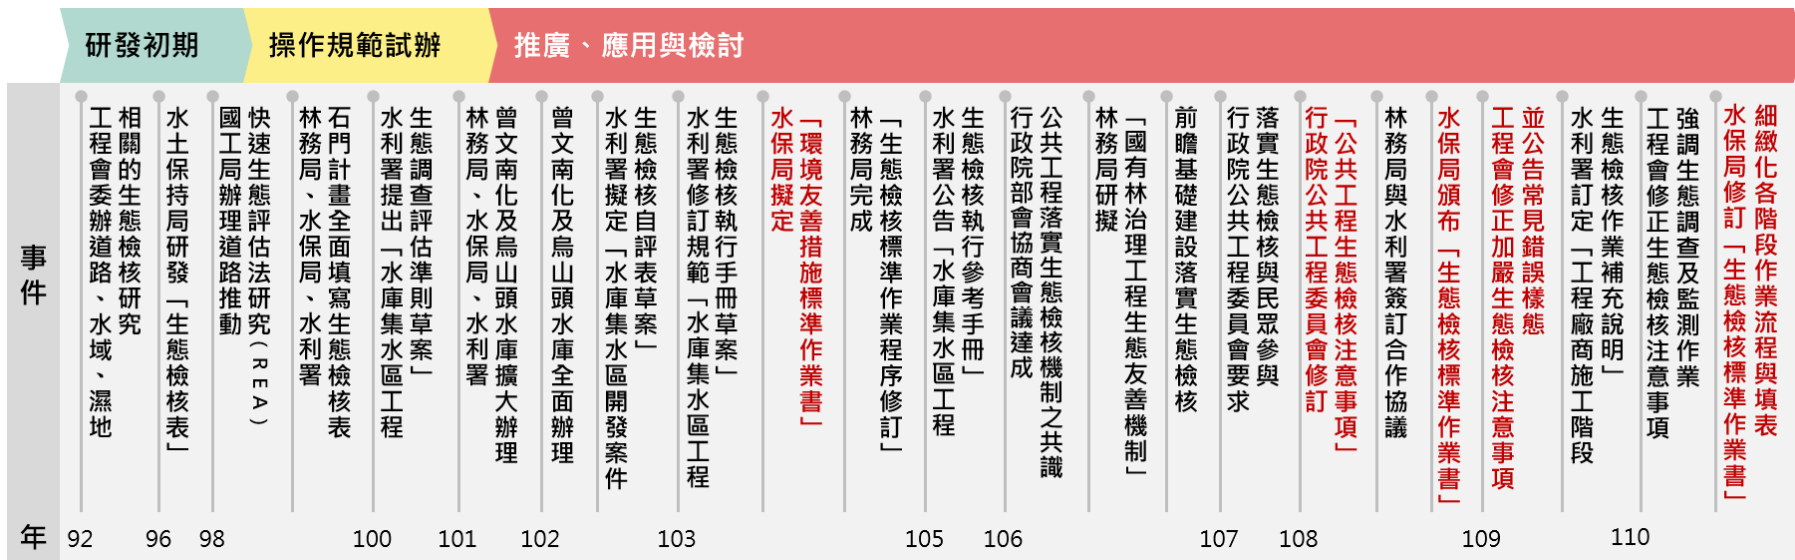 研發初期
操作規範試辦
推廣、應用與檢討
事件
工程會委辦道路、水域、濕地
相關的生態檢核研究
水土保持局研發「生態檢核表」
國工局辦理道路推動
快速生態評估法研究(REA)
林務局、水保局、水利署
石門計畫全面填寫生態檢核表
水利署提出「水庫集水區工程
生態調查評估準則草案」
林務局、水保局、水利署
曾文南化及烏山頭水庫擴大辦理
曾文南化及烏山頭水庫全面辦理
水利署擬定「水庫集水區開發案件
生態檢核自評表草案」
水利署修訂規範「水庫集水區工程
生態檢核執行手冊草案」
水保局擬定
「環境友善措施標準作業書」
林務局完成
「生態檢核標準作業程序修訂」
水利署公告「水庫集水區工程
生態檢核執行參考手冊」
行政院部會協商會議達成
公共工程落實生態檢核機制之共識
林務局研擬
「國有林治理工程生態友善機制」
前瞻基礎建設落實生態檢核
行政院公共工程委員會要求
落實生態檢核與民眾參與
行政院公共工程委員會修訂
「公共工程生態檢核注意事項」
林務局與水利署簽訂合作協議
水保局頒布「生態檢核標準作業書」
工程會修正加嚴生態檢核注意事項
並公告常見錯誤樣態
水利署訂定「工程廠商施工階段
生態檢核作業補充說明」
工程會修正生態檢核注意事項
強調生態調查及監測作業
水保局修訂「生態檢核標準作業書」
細緻化各階段作業流程與填表
年
92
96
98
100
101
102
103
105
106
107
108
109
110